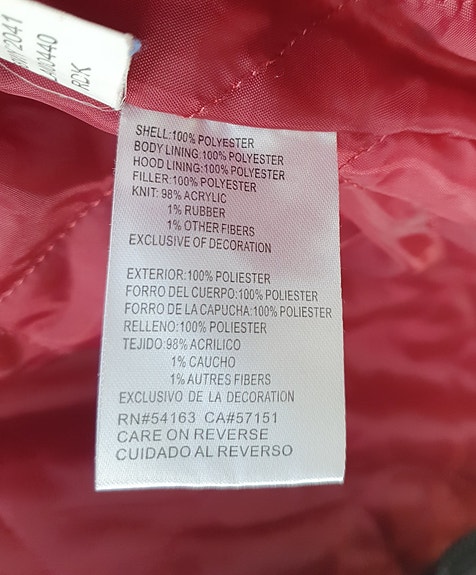 2041
240440
RDK
SHELL:100% POLYESTER
BODY LINING:100% POLYESTER
HOOD LINING:100% POLYESTER
FILLER:100% POLYESTER
KNIT: 98% ACRYLIC
1% RUBBER
1% OTHER FIBERS
EXCLUSIVE OF DECORATION
EXTERIOR:100% POLIESTER
FORRO DEL CUERPO:100% POLIESTER
FORRO DE LA CAPUCHA:100% POLIESTER
RELLENO:100% POLIESTER
TEJIDO:98% ACRILICO
1% CAUCHO
1% AUTRES FIBERS
EXCLUSIVO DE LA DECORATION
RN#54163 CA#57151
CARE ON REVERSE
CUIDADO AL REVERSO